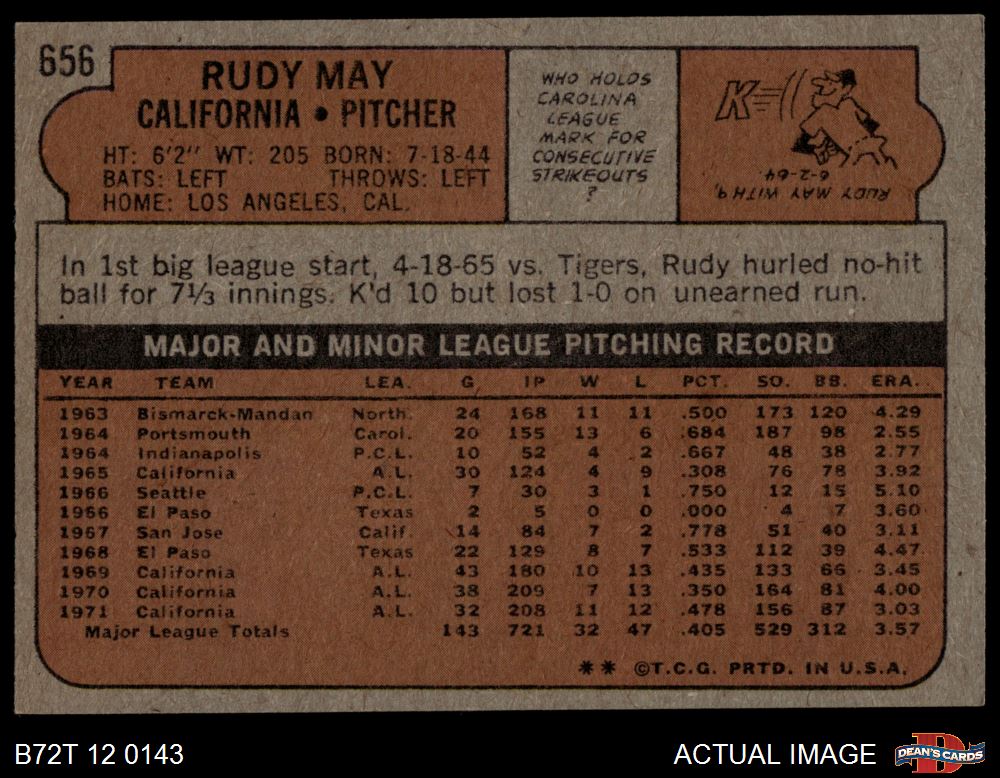 656
RUDY MAY
CALIFORNIA • PITCHER
HT: 6'2" WT: 205 BORN: 7-18-44
BATS: LEFT THROWS: LEFT
HOME: LOS ANGELES, CAL.
WHO HOLDS
CAROLINA
LEAGUE
MARK FOR
CONSECUTIVE
STRIKEOUTS
?
K
RUDY MAY WITH 9,
6-2-64.
In 1st big league start, 4-18-65 vs. Tigers, Rudy hurled no-hit
ball for 7⅓ innings. K'd 10 but lost 1-0 on unearned run.
MAJOR AND MINOR LEAGUE PITCHING RECORD
YEAR TEAM LEA. G IP W L PCT. SO. BB. ERA.
1963 Bismarck-Mandan North. 24 168 11 11 .500 173 120 4.29
1964 Portsmouth Carol. 20 155 13 6 .684 187 98 2.55
1964 Indianapolis P.C.L. 10 52 4 2 .667 48 38 2.77
1965 California A.L. 30 124 4 9 .308 76 78 3.92
1966 Seattle P.C.L. 7 30 3 1 .750 12 15 5.10
1966 El Paso Texas 2 5 0 0 .000 4 7 3.60
1967 San Jose Calif. 14 84 7 2 .778 51 40 3.11
1968 El Paso Texas 22 129 8 7 .533 112 39 4.47
1969 California A.L. 43 180 10 13 .435 133 66 3.45
1970 California A.L. 38 209 7 13 .350 164 81 4.00
1971 California A.L. 32 208 11 12 .478 156 87 3.03
Major League Totals 143 721 32 47 .405 529 312 3.57
** ©T.C.G. PRTD. IN U.S.A.
B72T 12 0143
ACTUAL IMAGE
DEAN'S CARDS